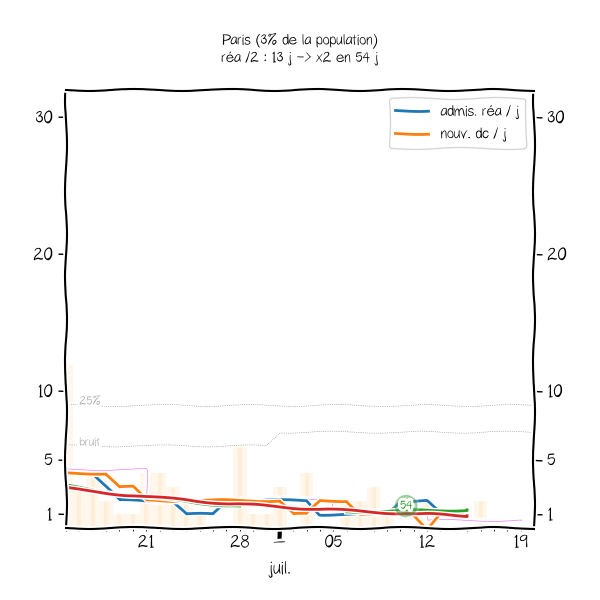 Paris (3% de la population)
réa /2 : 13 j -> x2 en 54 j
admis. réa / j
nouv. dc / j
30 30
20 20
10 10
25%
bruit
5 5
54
1 1
21 28 05 12 19
juil.